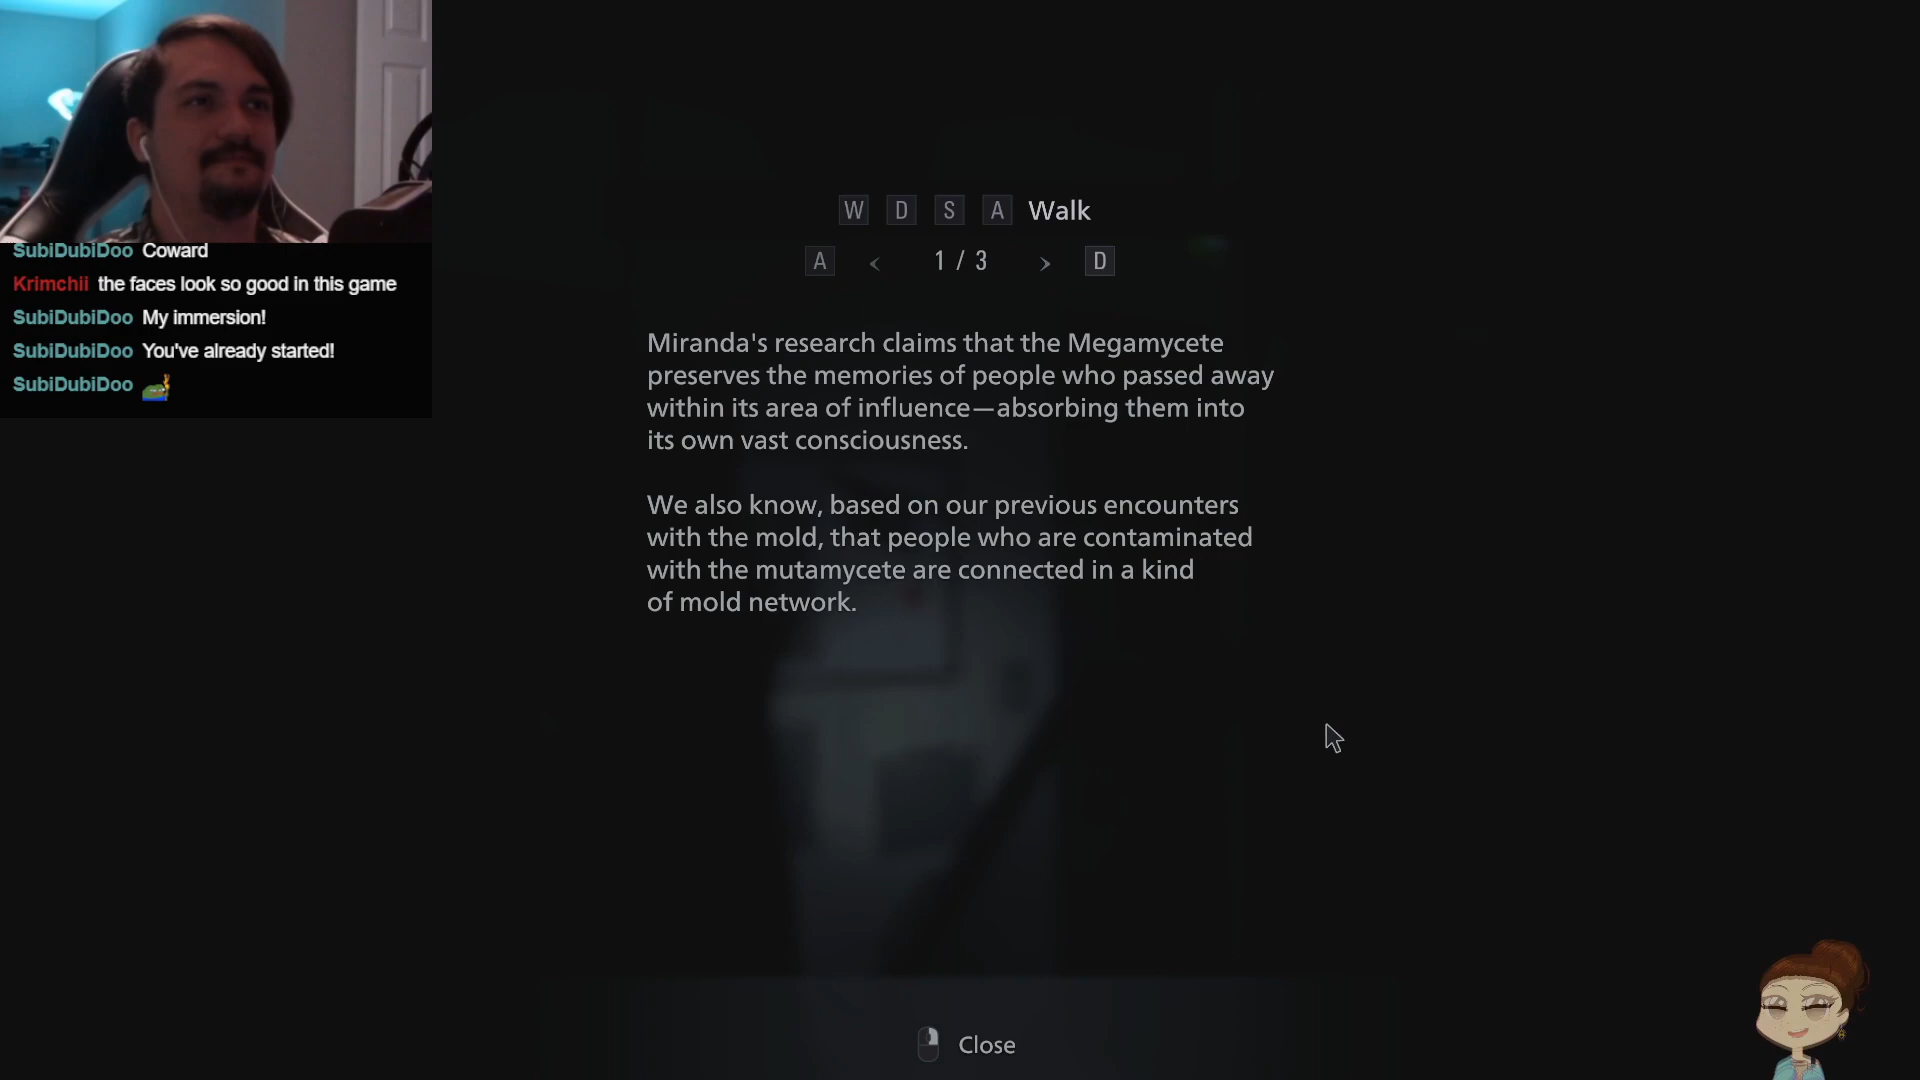 SubiDubiDoo Coward
Krimchii the faces look so good in this game
SubiDubiDoo My immersion!
SubiDubiDoo You've already started!
SubiDubiDoo
W D S A Walk
A < 1 / 3 > D
Miranda's research claims that the Megamycete
preserves the memories of people who passed away
within its area of influence—absorbing them into
its own vast consciousness.
We also know, based on our previous encounters
with the mold, that people who are contaminated
with the mutamycete are connected in a kind
of mold network.
Close